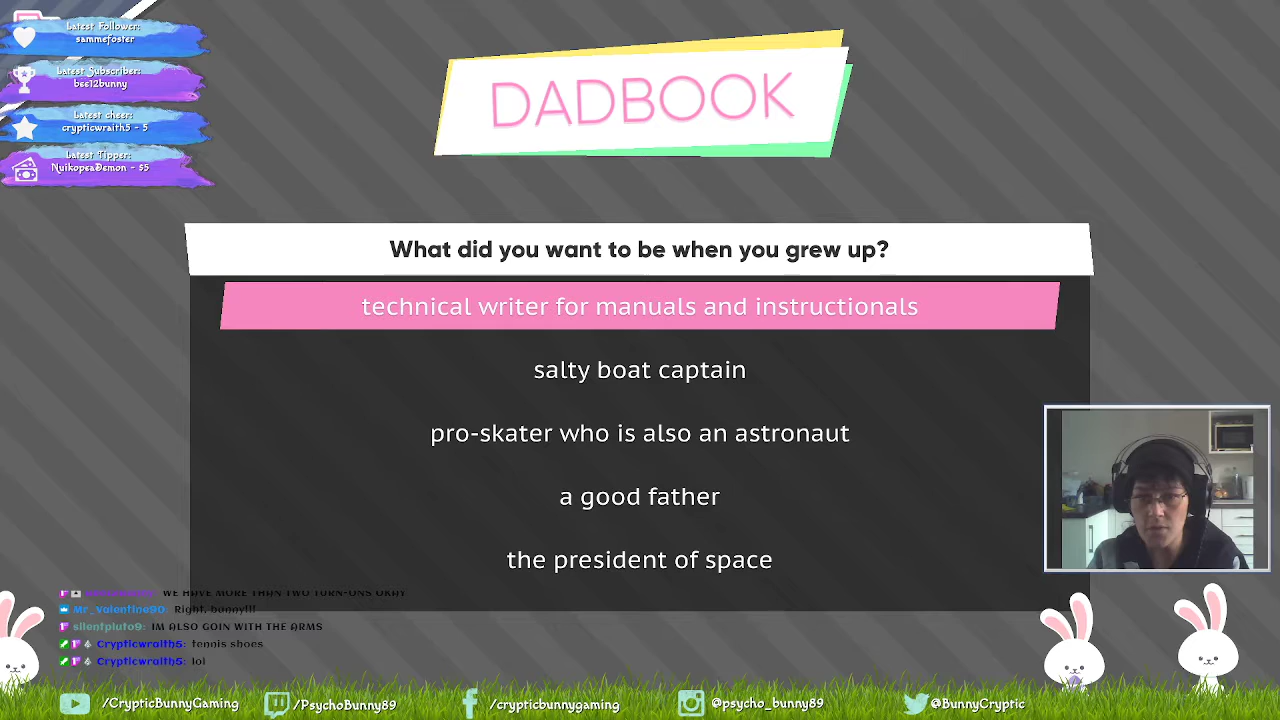 Latest Follower:
sammefoster
Latest Subscriber:
bse12bunny
Latest cheer:
crypticwraith5 - 5
Latest Tipper:
NyikopsaDemon - $5
DADBOOK
What did you want to be when you grew up?
technical writer for manuals and instructionals
salty boat captain
pro-skater who is also an astronaut
a good father
the president of space
WE HAVE MORE THAN TWO TURN-ONS OKAY
Mr_Valentine90: Right, bunny!!!
silentpluto9: IM ALSO GOIN WITH THE ARMS
Crypticwraith5: tennis shoes
Crypticwraith5: lol
/CrypticBunnyGaming
/PsychoBunny89
/crypticbunnygaming
@psycho_bunny89
@BunnyCryptic